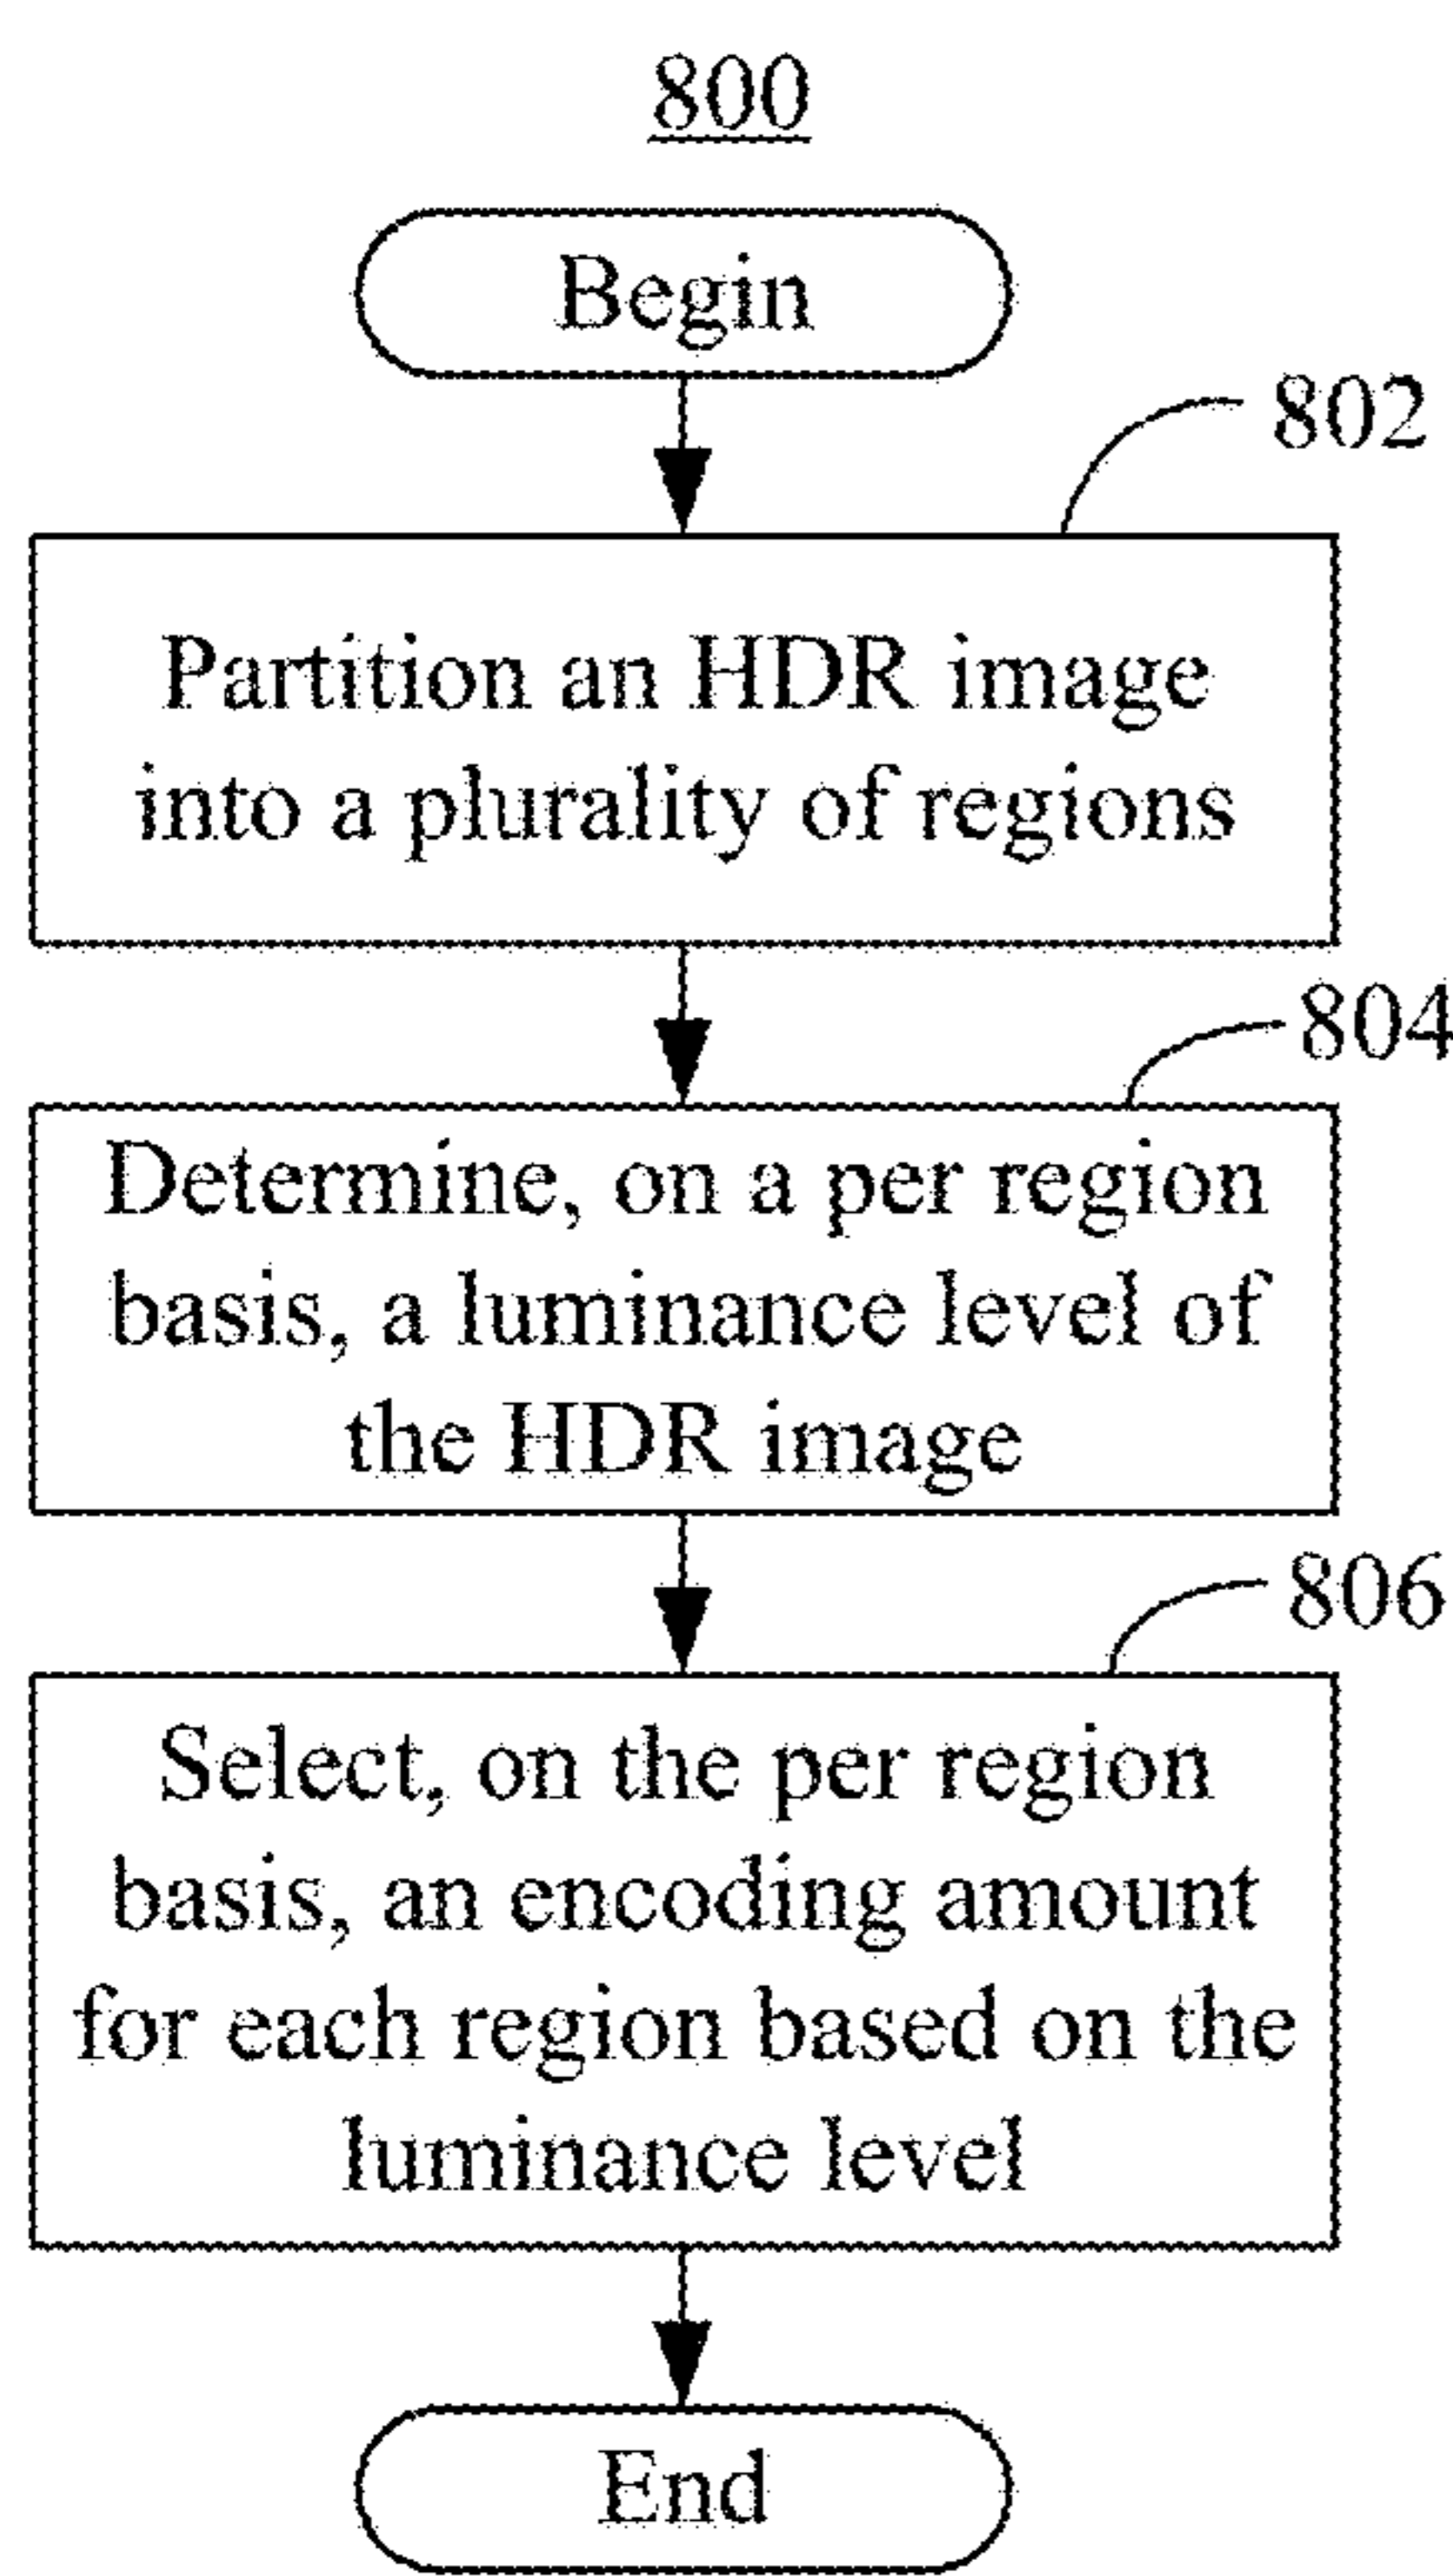 800
Begin
802
Partition an HDR image
into a plurality of regions
804
Determine, on a per region
basis, a luminance level of
the HDR image
806
Select, on the per region
basis, an encoding amount
for each region based on the
luminance level
End